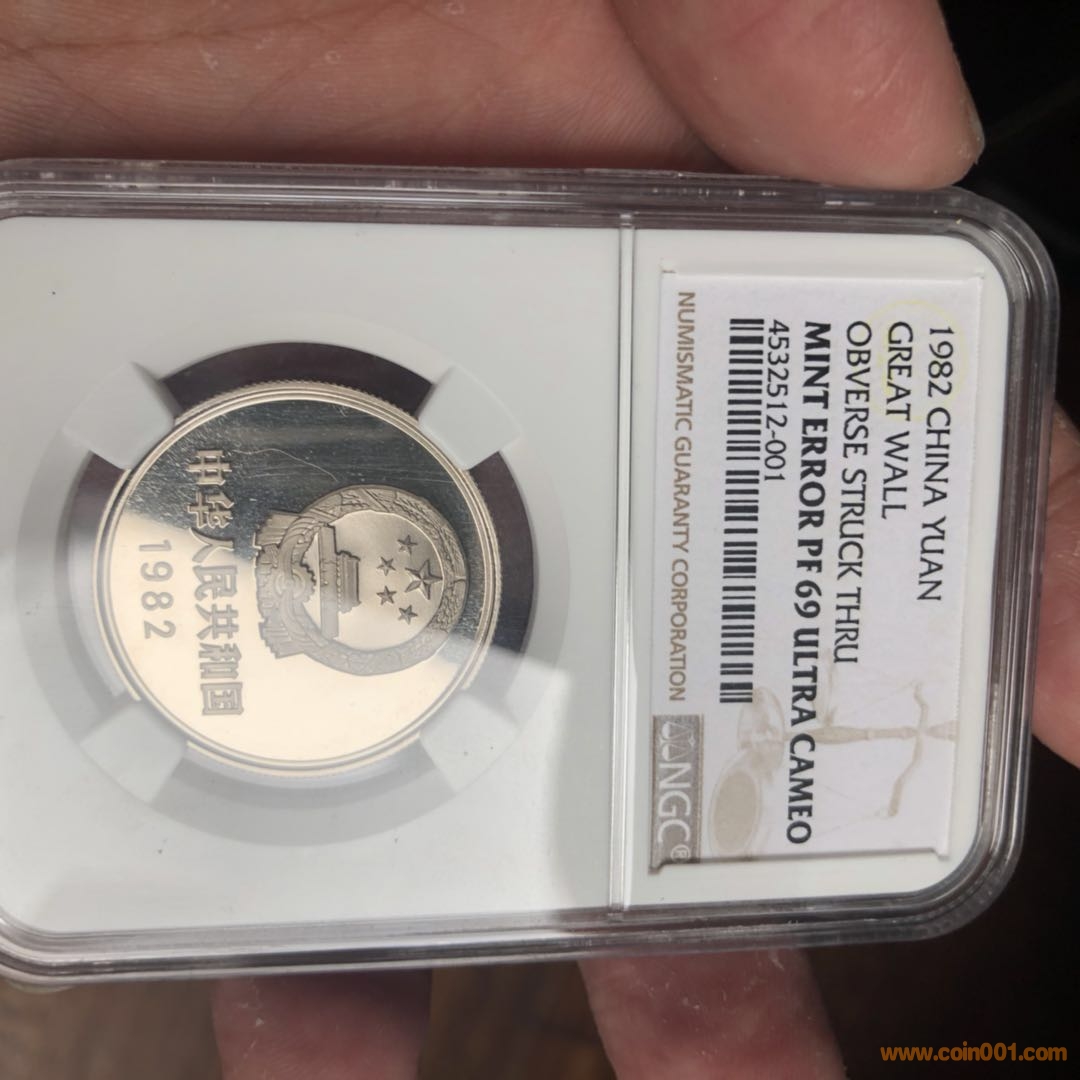 1982 CHINA YUAN
GREAT WALL
OBVERSE STRUCK THRU
MINT ERROR PF 69 ULTRA CAMEO
4532512-001
NUMISMATIC GUARANTY CORPORATION
NGC®
中华人民共和国
1982
www.coin001.com